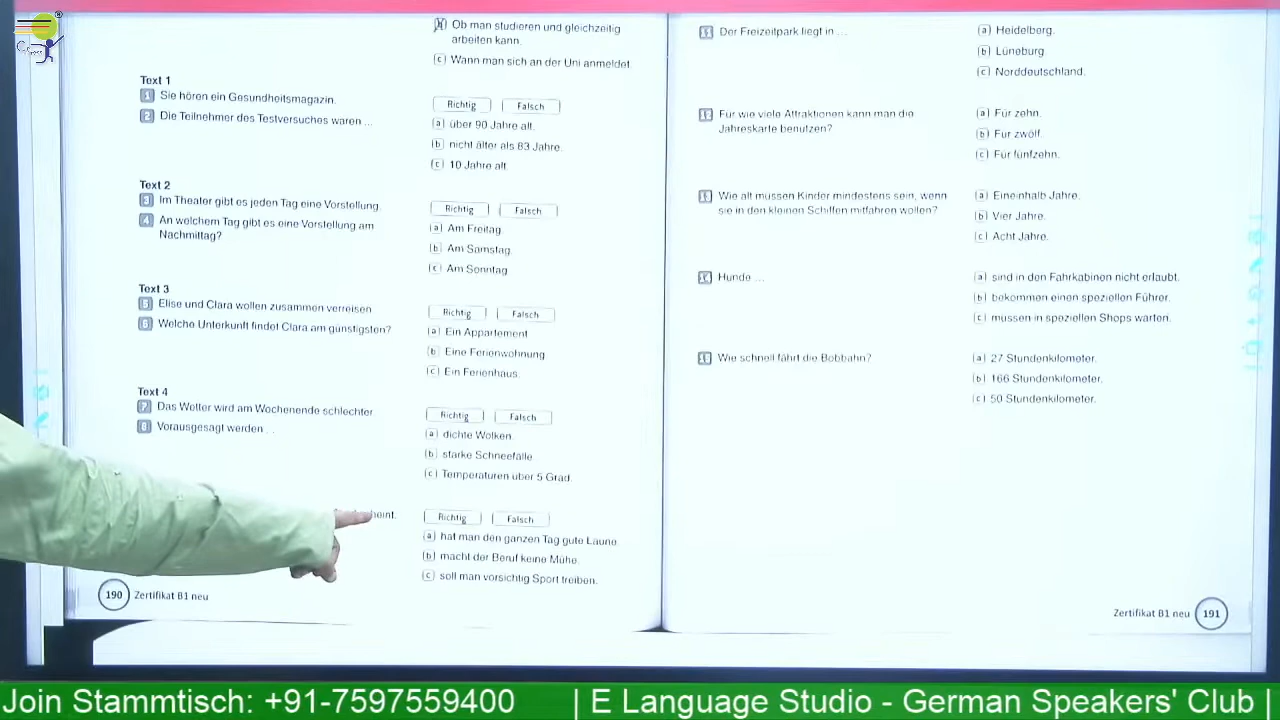 Ob man studieren und gleichzeitig
arbeiten kann.
c Wann man sich an der Uni anmeldet
Text 1
1 Sie hören ein Gesundheitsmagazin.
Richtig Falsch
2 Die Teilnehmer des Testversuches waren ...
a über 90 Jahre alt.
b nicht älter als 83 Jahre.
c 10 Jahre alt
Text 2
3 Im Theater gibt es jeden Tag eine Vorstellung.
Richtig Falsch
4 An welchem Tag gibt es eine Vorstellung am
Nachmittag?
a Am Freitag
b Am Samstag
c Am Sonntag
Text 3
5 Elise und Clara wollen zusammen verreisen
Richtig Falsch
6 Welche Unterkunft findet Clara am günstigsten?
a Ein Appartement
b Eine Ferienwohnung
c Ein Ferienhaus.
Text 4
7 Das Wetter wird am Wochenende schlechter
Richtig Falsch
8 Vorausgesagt werden ...
a dichte Wolken.
b starke Schneefälle
c Temperaturen über 5 Grad.
Richtig Falsch
a hat man den ganzen Tag gute Laune.
b macht der Beruf keine Mühe.
c soll man vorsichtig Sport treiben.
190 Zertifikat B1 neu
Der Freizeitpark liegt in ...
a Heidelberg.
b Lüneburg
c Norddeutschland.
Für wie viele Attraktionen kann man die
Jahreskarte benutzen?
a Für zehn.
b Für zwölf.
c Für fünfzehn.
Wie alt müssen Kinder mindestens sein, wenn
sie in den kleinen Schiffen mitfahren wollen?
a Eineinhalb Jahre.
b Vier Jahre.
c Acht Jahre.
Hunde ...
a sind in den Fahrkabinen nicht erlaubt.
b bekommen einen speziellen Führer.
c müssen in speziellen Shops warten.
Wie schnell fährt die Bobbahn?
a 27 Stundenkilometer.
b 166 Stundenkilometer.
c 50 Stundenkilometer.
Zertifikat B1 neu 191
Join Stammtisch: +91-7597559400 | E Language Studio - German Speakers' Club |